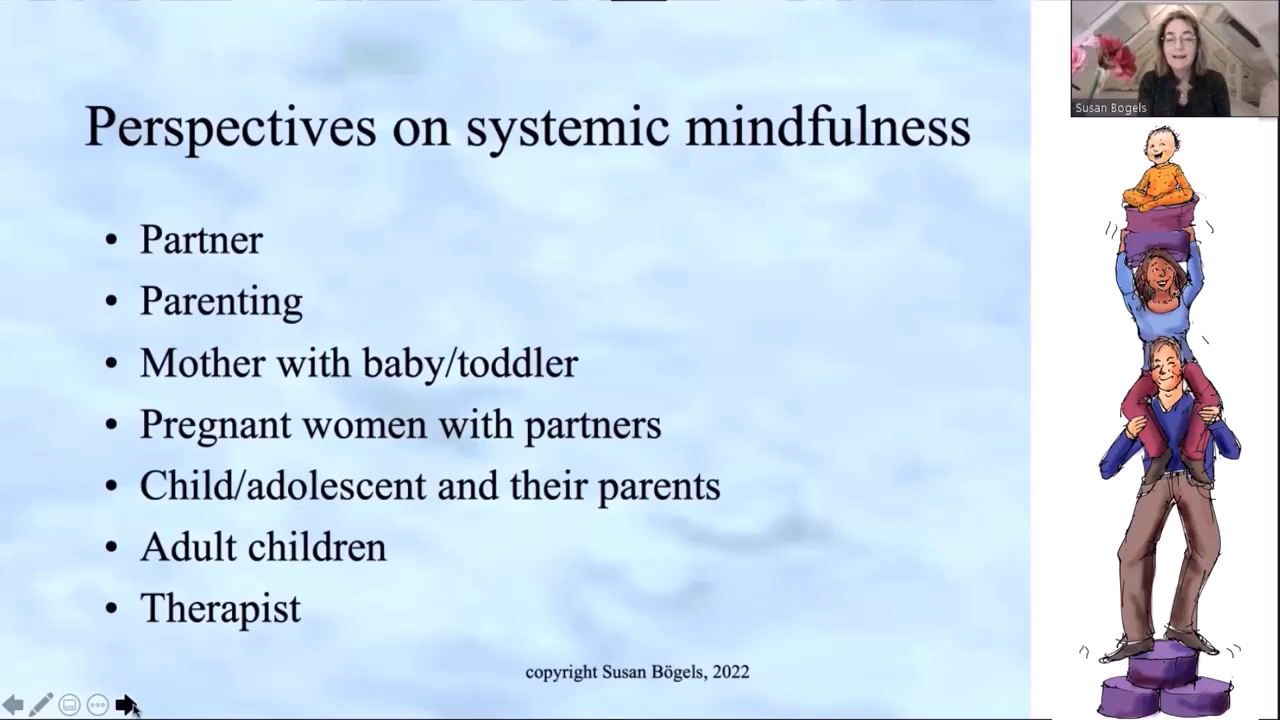 Perspectives on systemic mindfulness
• Partner
• Parenting
• Mother with baby/toddler
• Pregnant women with partners
• Child/adolescent and their parents
• Adult children
• Therapist
copyright Susan Bögels, 2022
Susan Bogels